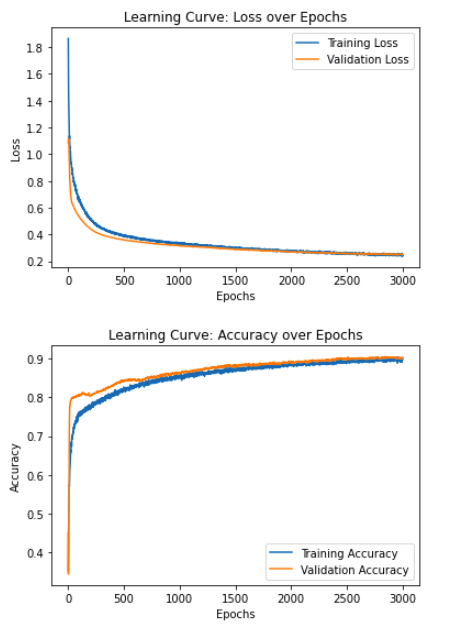 Learning Curve: Loss over Epochs
1.8
1.6
1.4
1.2
1.0
0.8
0.6
0.4
0.2
Loss
Training Loss
Validation Loss
0 500 1000 1500 2000 2500 3000
Epochs
Learning Curve: Accuracy over Epochs
0.9
0.8
0.7
0.6
0.5
0.4
Accuracy
Training Accuracy
Validation Accuracy
0 500 1000 1500 2000 2500 3000
Epochs